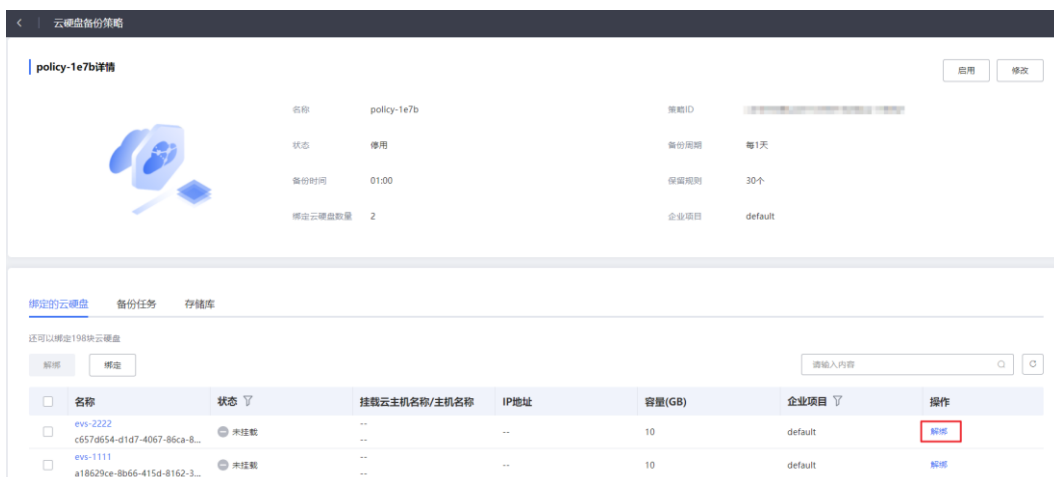 云硬盘备份策略
policy-1e7b详情
启用 修改
名称 policy-1e7b 策略ID
状态 停用 备份周期 每1天
备份时间 01:00 保留规则 30个
绑定云硬盘数量 2 企业项目 default
绑定的云硬盘 备份任务 存储库
还可以绑定198块云硬盘
解绑 绑定 请输入内容
名称 状态 挂载云主机名称/主机名称 IP地址 容量(GB) 企业项目 操作
evs-2222 --
c657d654-d1d7-4067-86ca-8... 未挂载 -- -- 10 default 解绑
evs-1111 --
a18629ce-8b66-415d-8162-3... 未挂载 -- -- 10 default 解绑